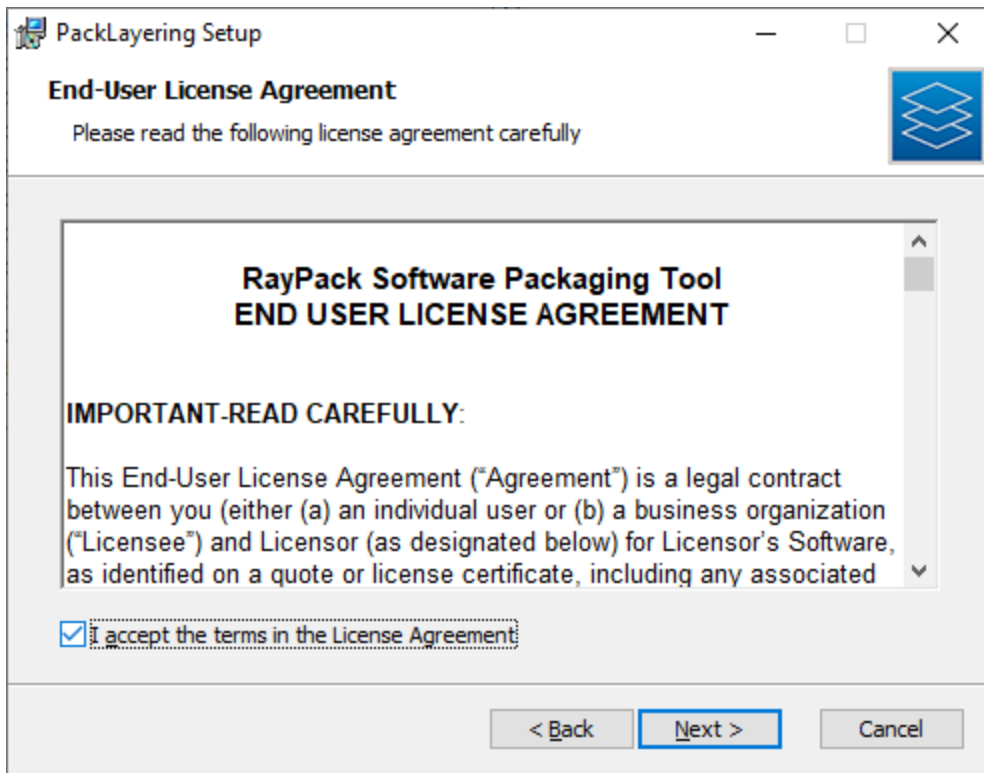 PackLayering Setup
End-User License Agreement
Please read the following license agreement carefully
RayPack Software Packaging Tool
END USER LICENSE AGREEMENT
IMPORTANT-READ CAREFULLY:
This End-User License Agreement (“Agreement”) is a legal contract
between you (either (a) an individual user or (b) a business organization
(“Licensee”) and Licensor (as designated below) for Licensor’s Software,
as identified on a quote or license certificate, including any associated
I accept the terms in the License Agreement
< Back
Next >
Cancel